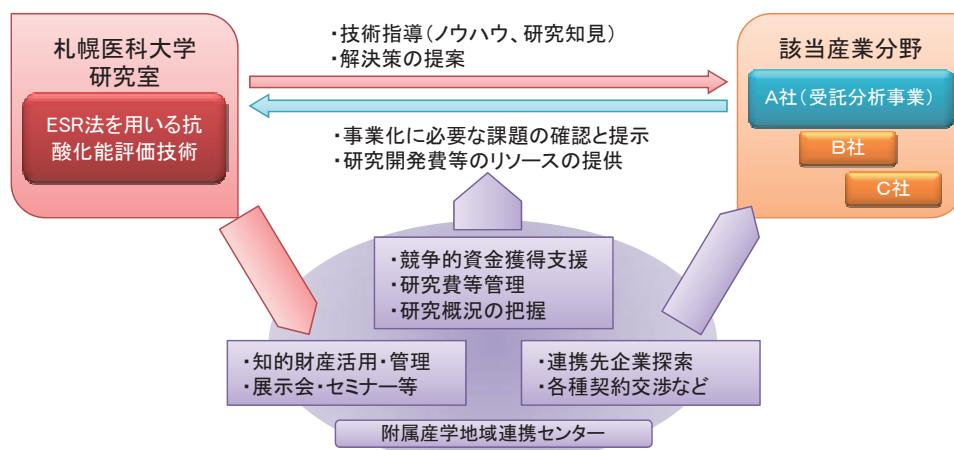 札幌医科大学
研究室
ESR法を用いる抗
酸化能評価技術
・技術指導(ノウハウ、研究知見)
・解決策の提案
・事業化に必要な課題の確認と提示
・研究開発費等のリソースの提供
該当産業分野
A社(受託分析事業)
B社
C社
・競争的資金獲得支援
・研究費等管理
・研究概況の把握
・知的財産活用・管理
・展示会・セミナー等
・連携先企業探索
・各種契約交渉など
附属産学地域連携センター